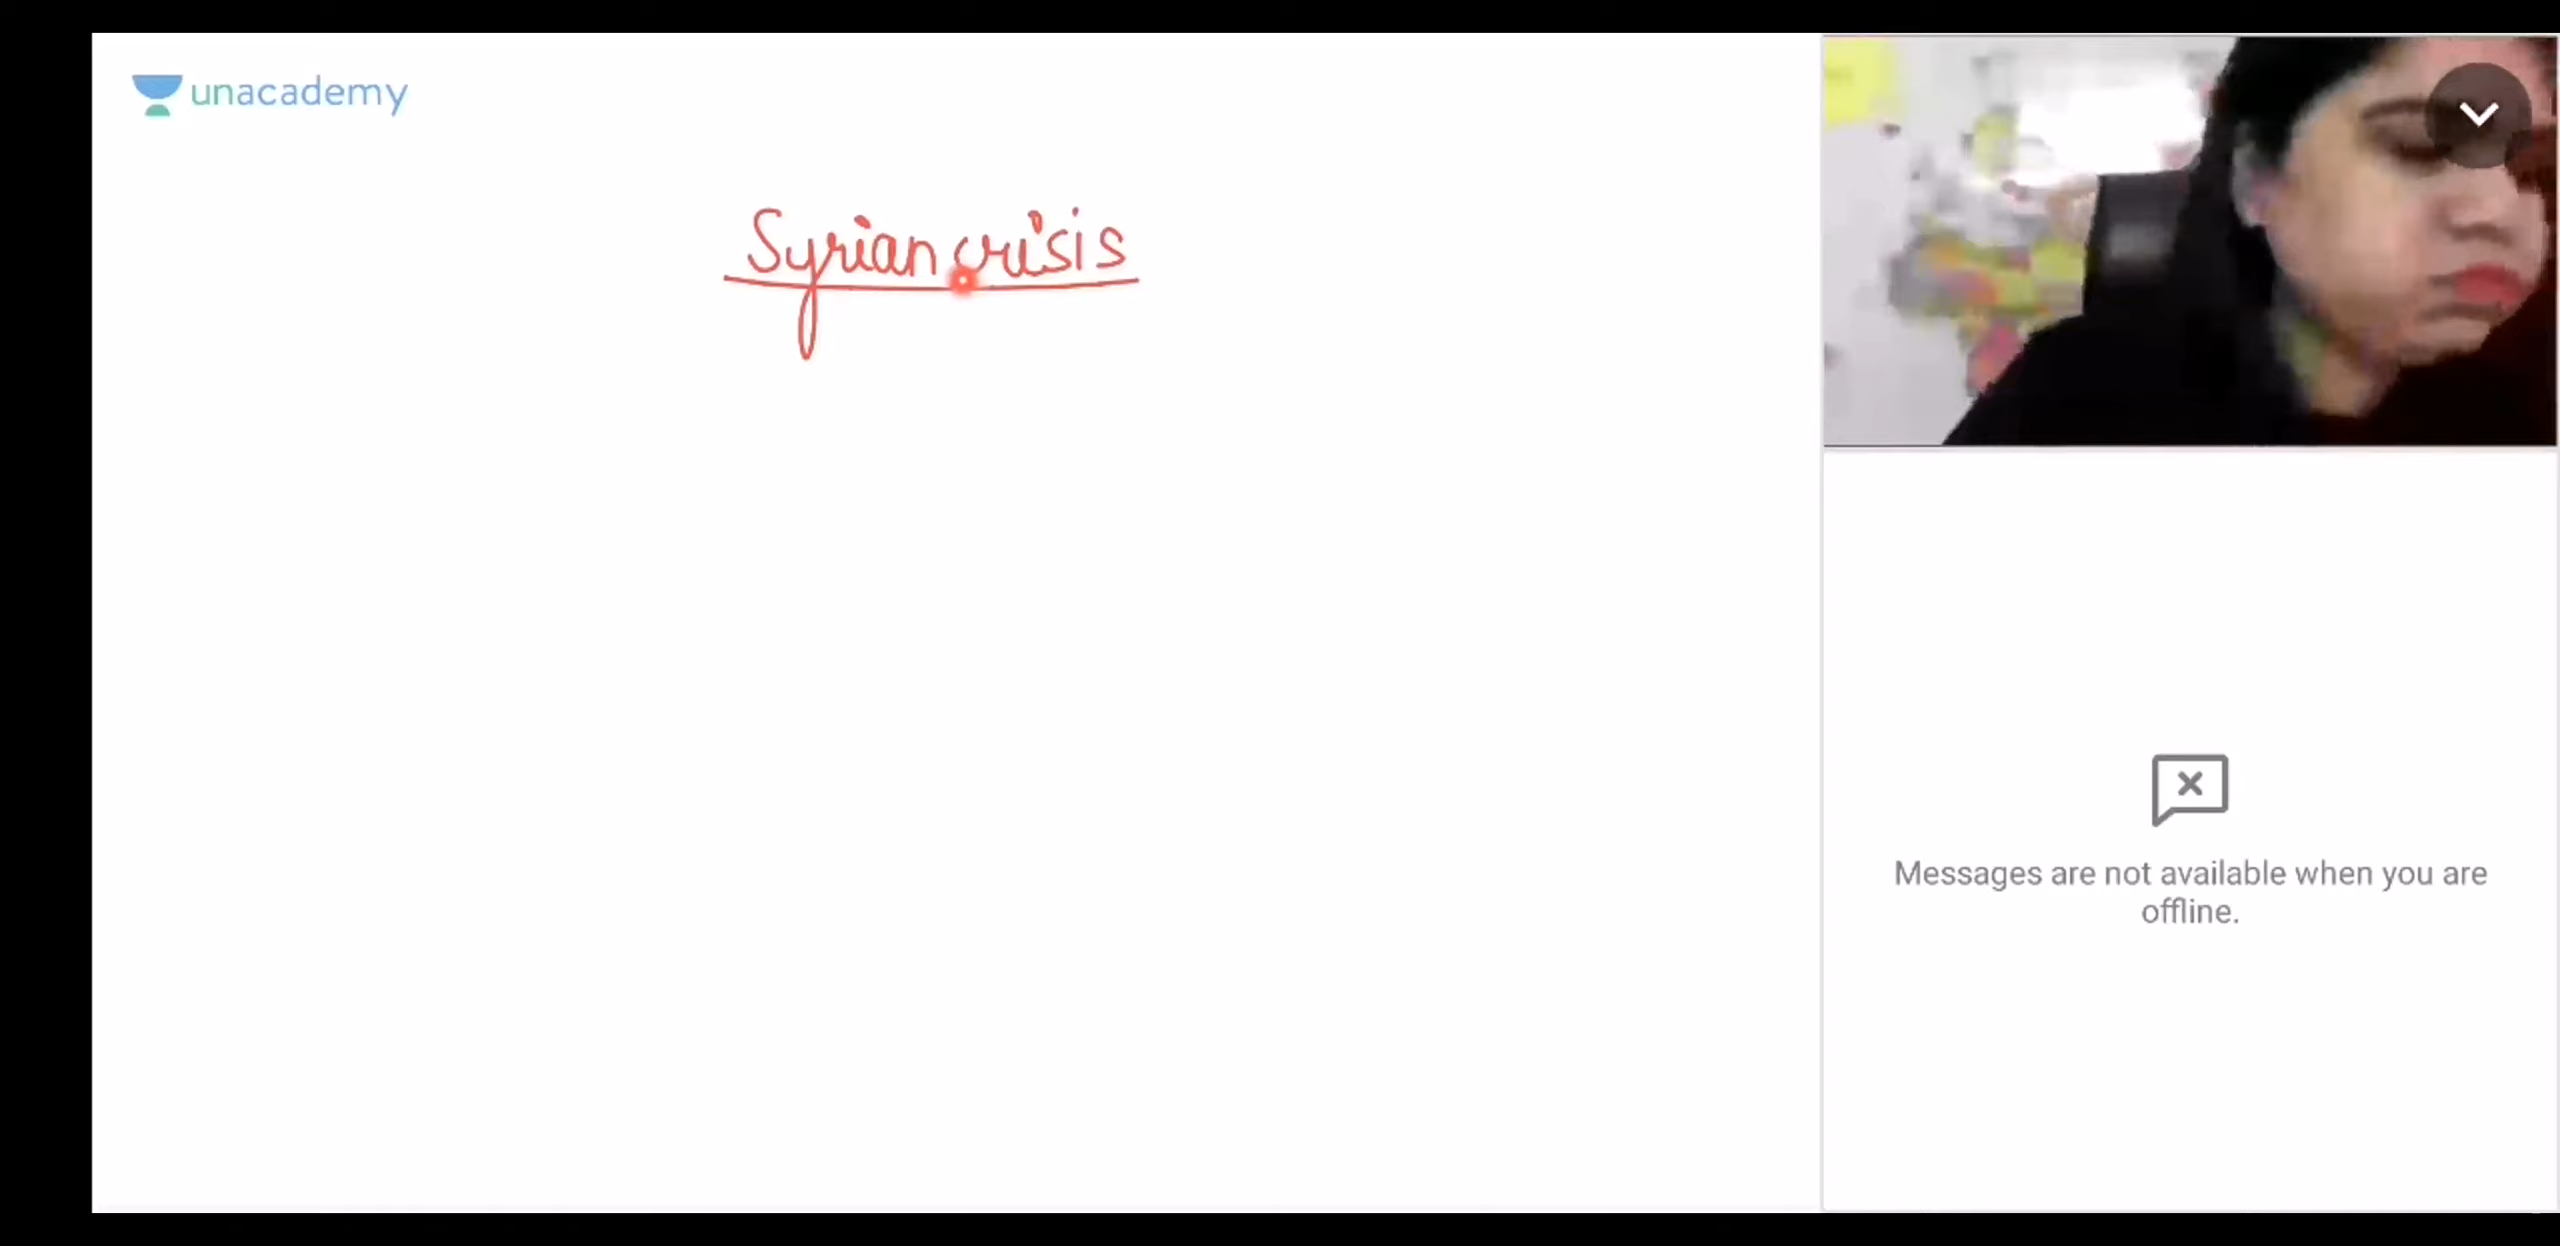 unacademy
Syrian crisis
Messages are not available when you are
offline.